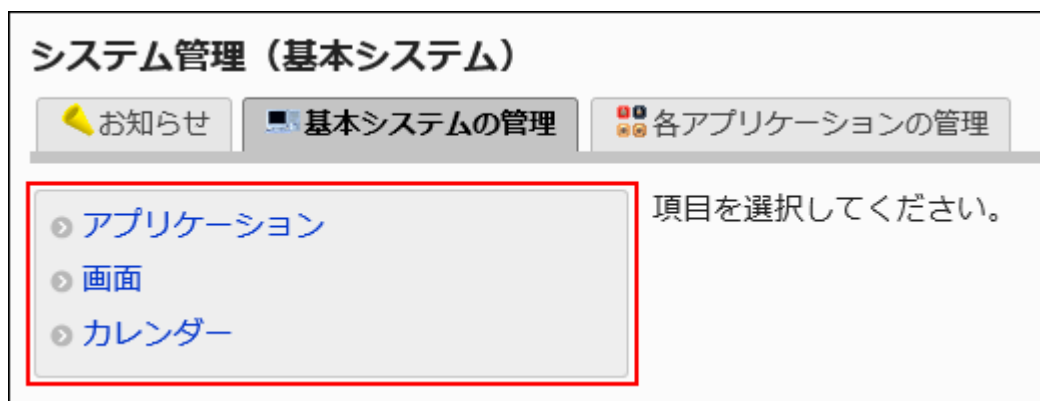 システム管理（基本システム）
お知らせ 基本システムの管理 各アプリケーションの管理
アプリケーション 項目を選択してください。
画面
カレンダー